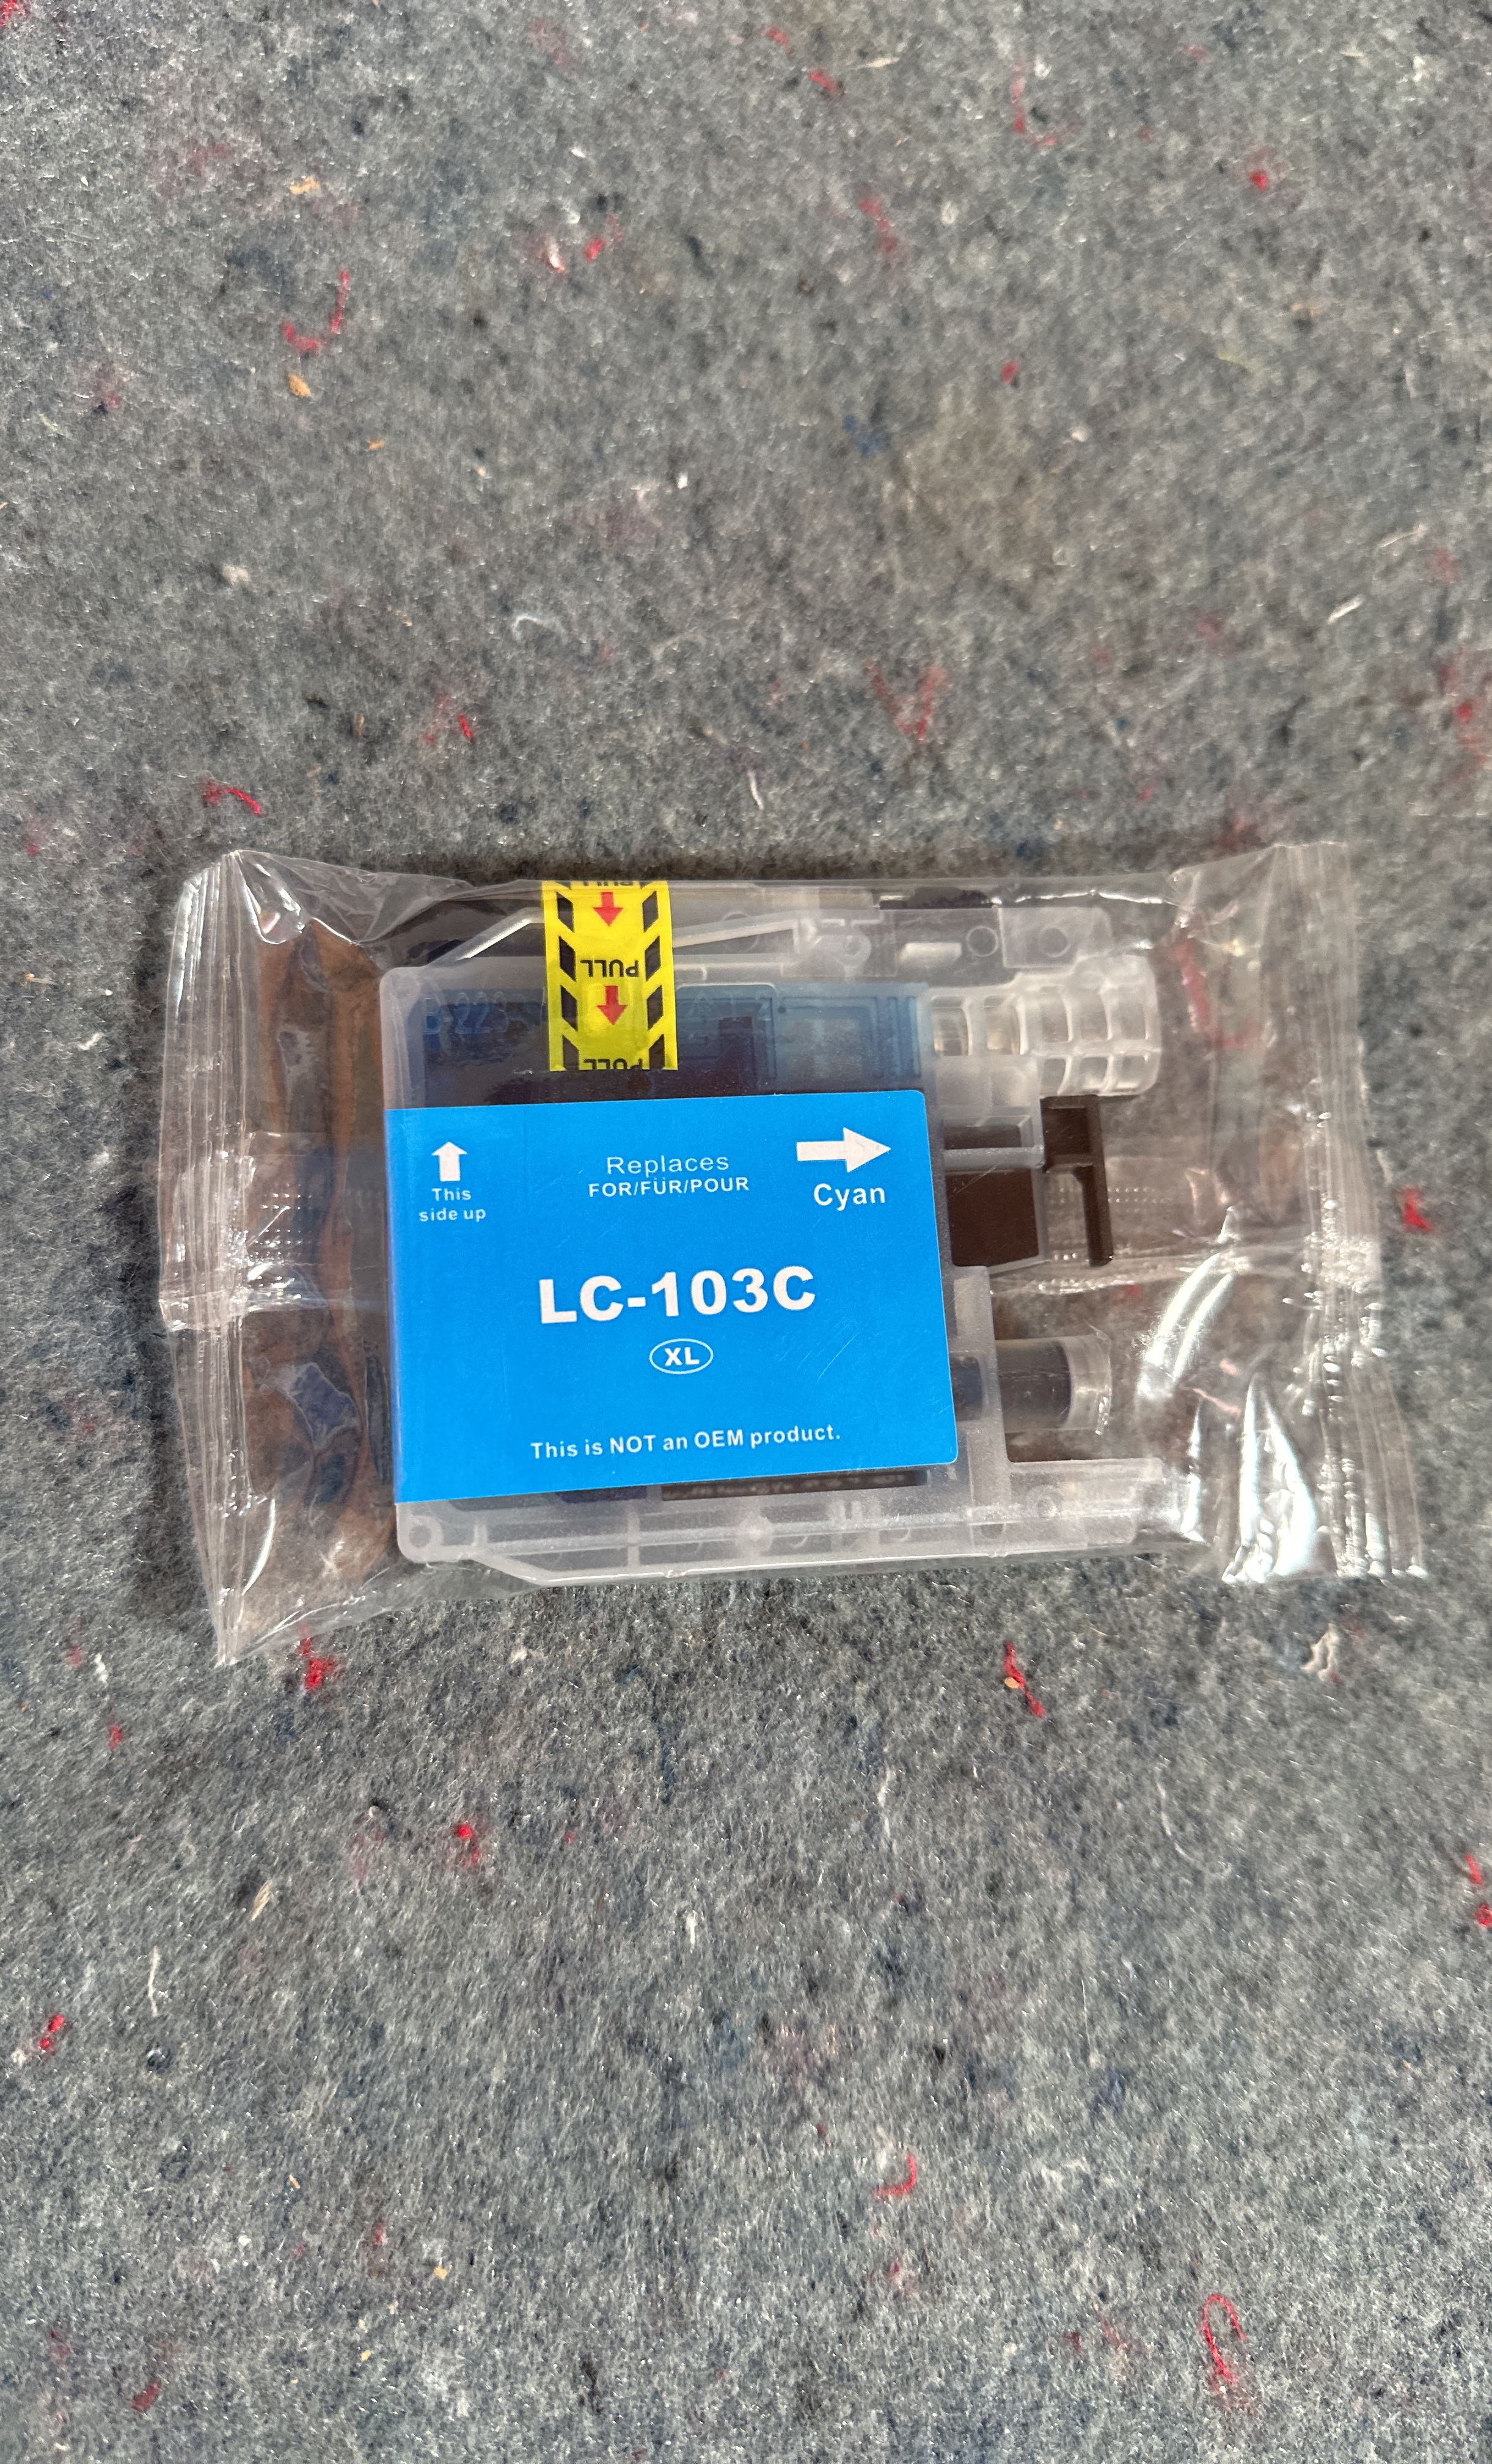 PULL
PULL
PULL
This
side up
Replaces
FOR/FÜR/POUR
Cyan
LC-103C
XL
This is NOT an OEM product.